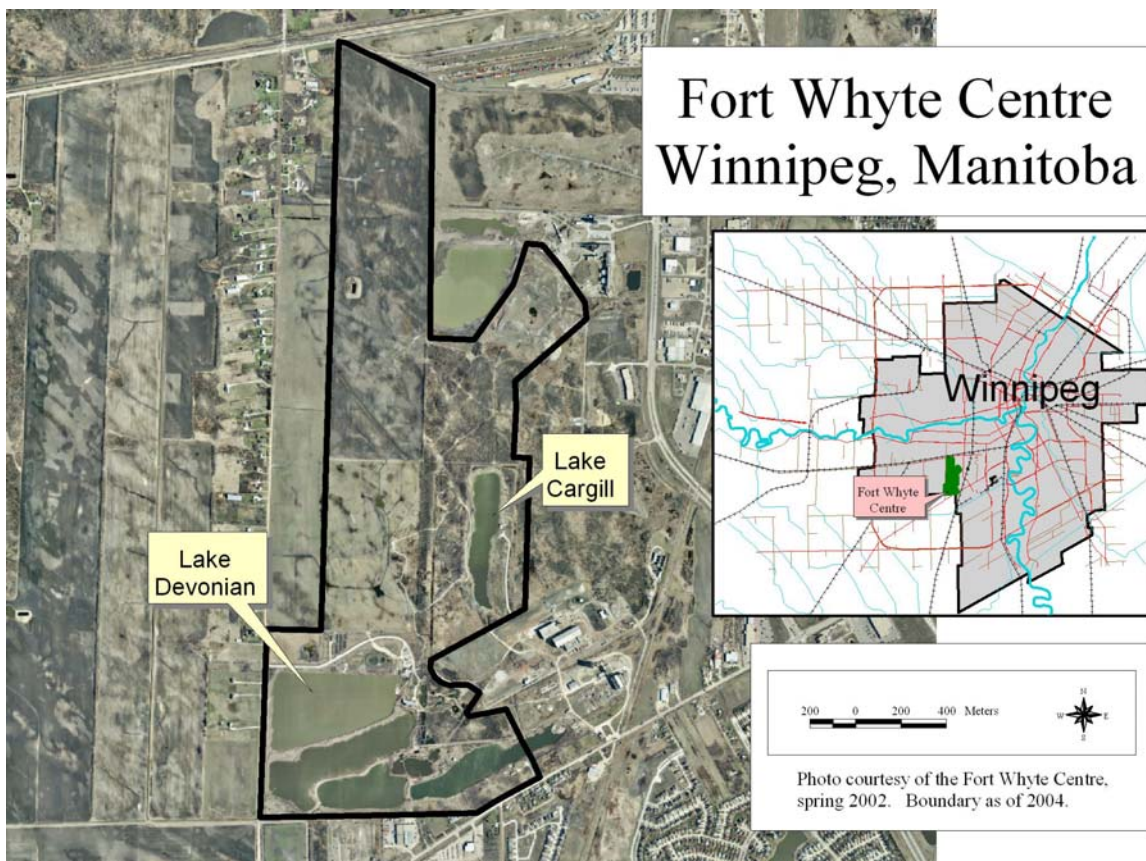 Fort Whyte Centre
Winnipeg, Manitoba
Winnipeg
Fort Whyte
Centre
Lake
Cargill
Lake
Devonian
200 0 200 400 Meters
N
W E
S
Photo courtesy of the Fort Whyte Centre,
spring 2002. Boundary as of 2004.